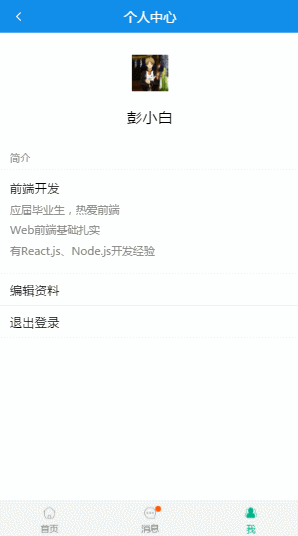 个人中心
彭小白
简介
前端开发
应届毕业生，热爱前端
Web前端基础扎实
有React.js、Node.js开发经验
编辑资料
退出登录
首页
消息
我